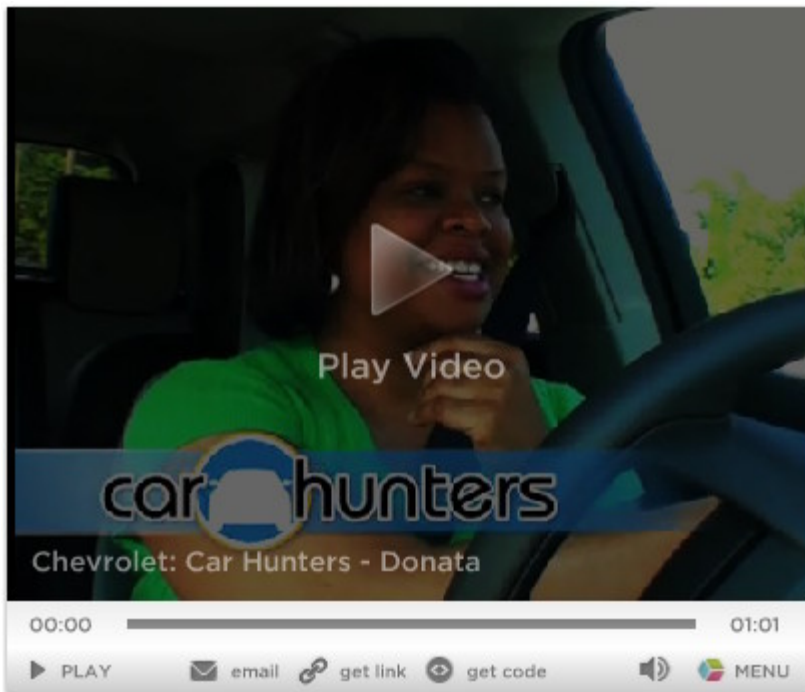 Play Video
car hunters
Chevrolet: Car Hunters - Donata
00:00 01:01
PLAY email get link get code MENU